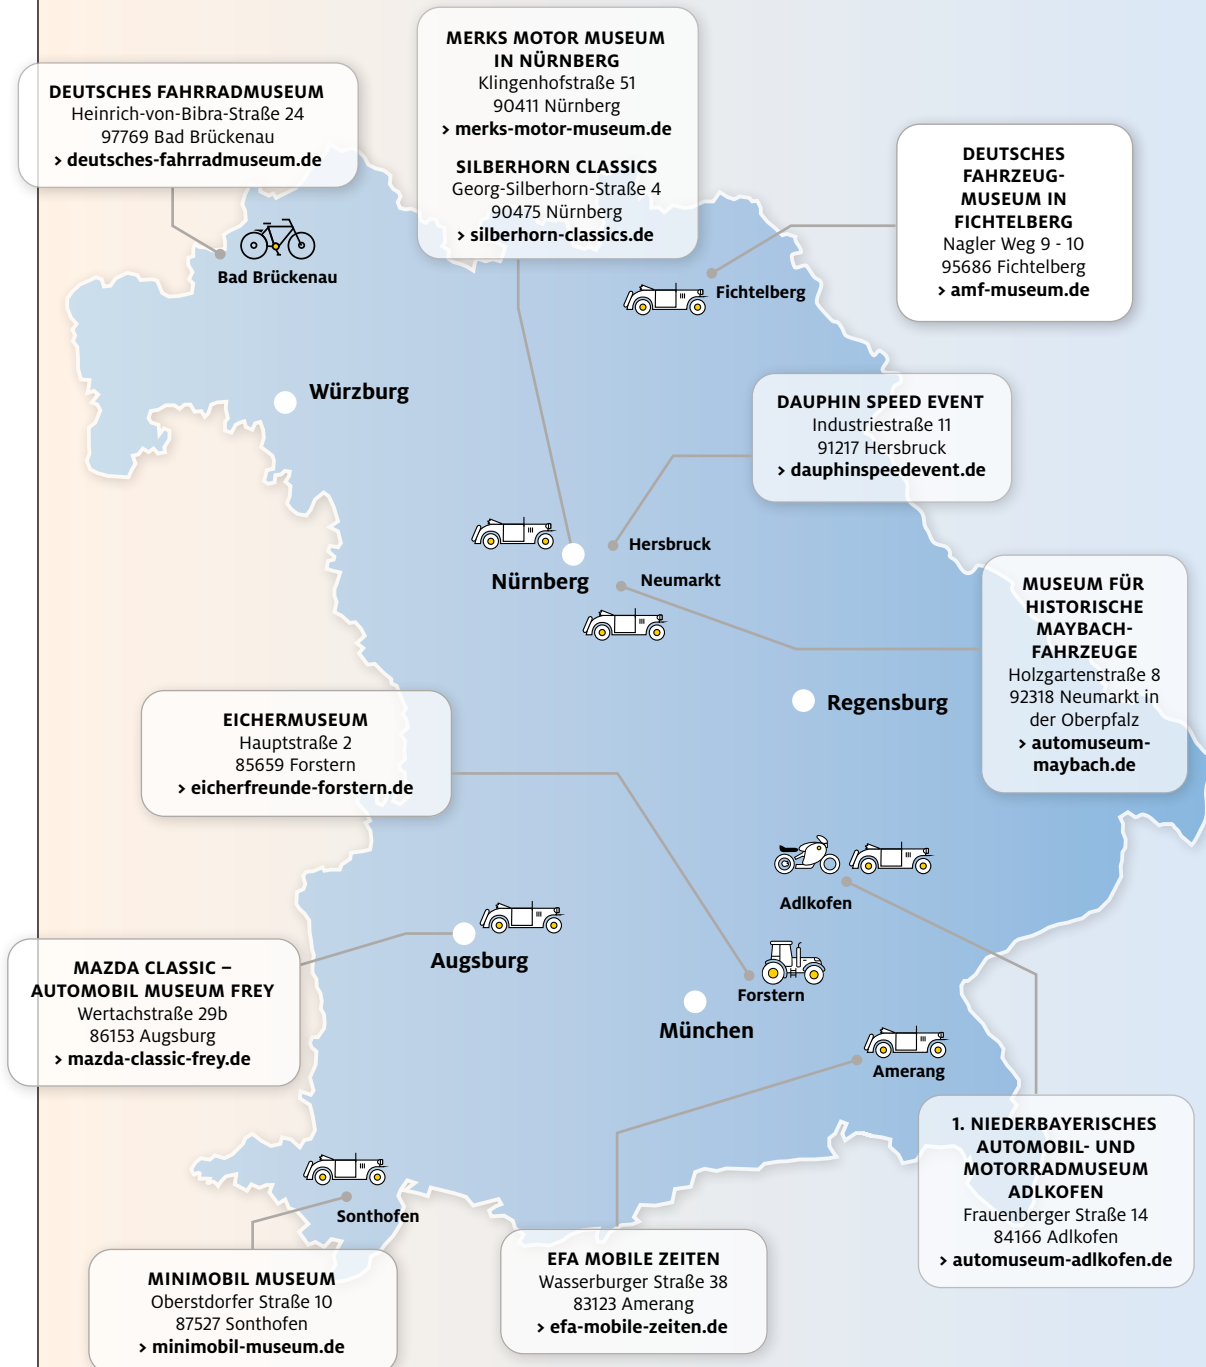 MERKS MOTOR MUSEUM
IN NÜRNBERG
Klingenhofstraße 51
90411 Nürnberg
› merks-motor-museum.de
SILBERHORN CLASSICS
Georg-Silberhorn-Straße 4
90475 Nürnberg
› silberhorn-classics.de
DEUTSCHES FAHRRADMUSEUM
Heinrich-von-Bibra-Straße 24
97769 Bad Brückenau
› deutsches-fahrradmuseum.de
DEUTSCHES
FAHRZEUG-
MUSEUM IN
FICHTELBERG
Nagler Weg 9 - 10
95686 Fichtelberg
› amf-museum.de
Bad Brückenau
Fichtelberg
Würzburg
DAUPHIN SPEED EVENT
Industriestraße 11
91217 Hersbruck
› dauphinspeedevent.de
Hersbruck
Nürnberg
Neumarkt
MUSEUM FÜR
HISTORISCHE
MAYBACH-
FAHRZEUGE
Holzgartenstraße 8
92318 Neumarkt in
der Oberpfalz
› automuseum-
maybach.de
Regensburg
EICHERMUSEUM
Hauptstraße 2
85659 Forstern
› eicherfreunde-forstern.de
Adlkofen
Augsburg
MAZDA CLASSIC –
AUTOMOBIL MUSEUM FREY
Wertachstraße 29b
86153 Augsburg
› mazda-classic-frey.de
Forstern
München
Amerang
1. NIEDERBAYERISCHES
AUTOMOBIL- UND
MOTORRADMUSEUM
ADLKOFEN
Frauenberger Straße 14
84166 Adlkofen
› automuseum-adlkofen.de
Sonthofen
MINIMOBIL MUSEUM
Oberstdorfer Straße 10
87527 Sonthofen
› minimobil-museum.de
EFA MOBILE ZEITEN
Wasserburger Straße 38
83123 Amerang
› efa-mobile-zeiten.de